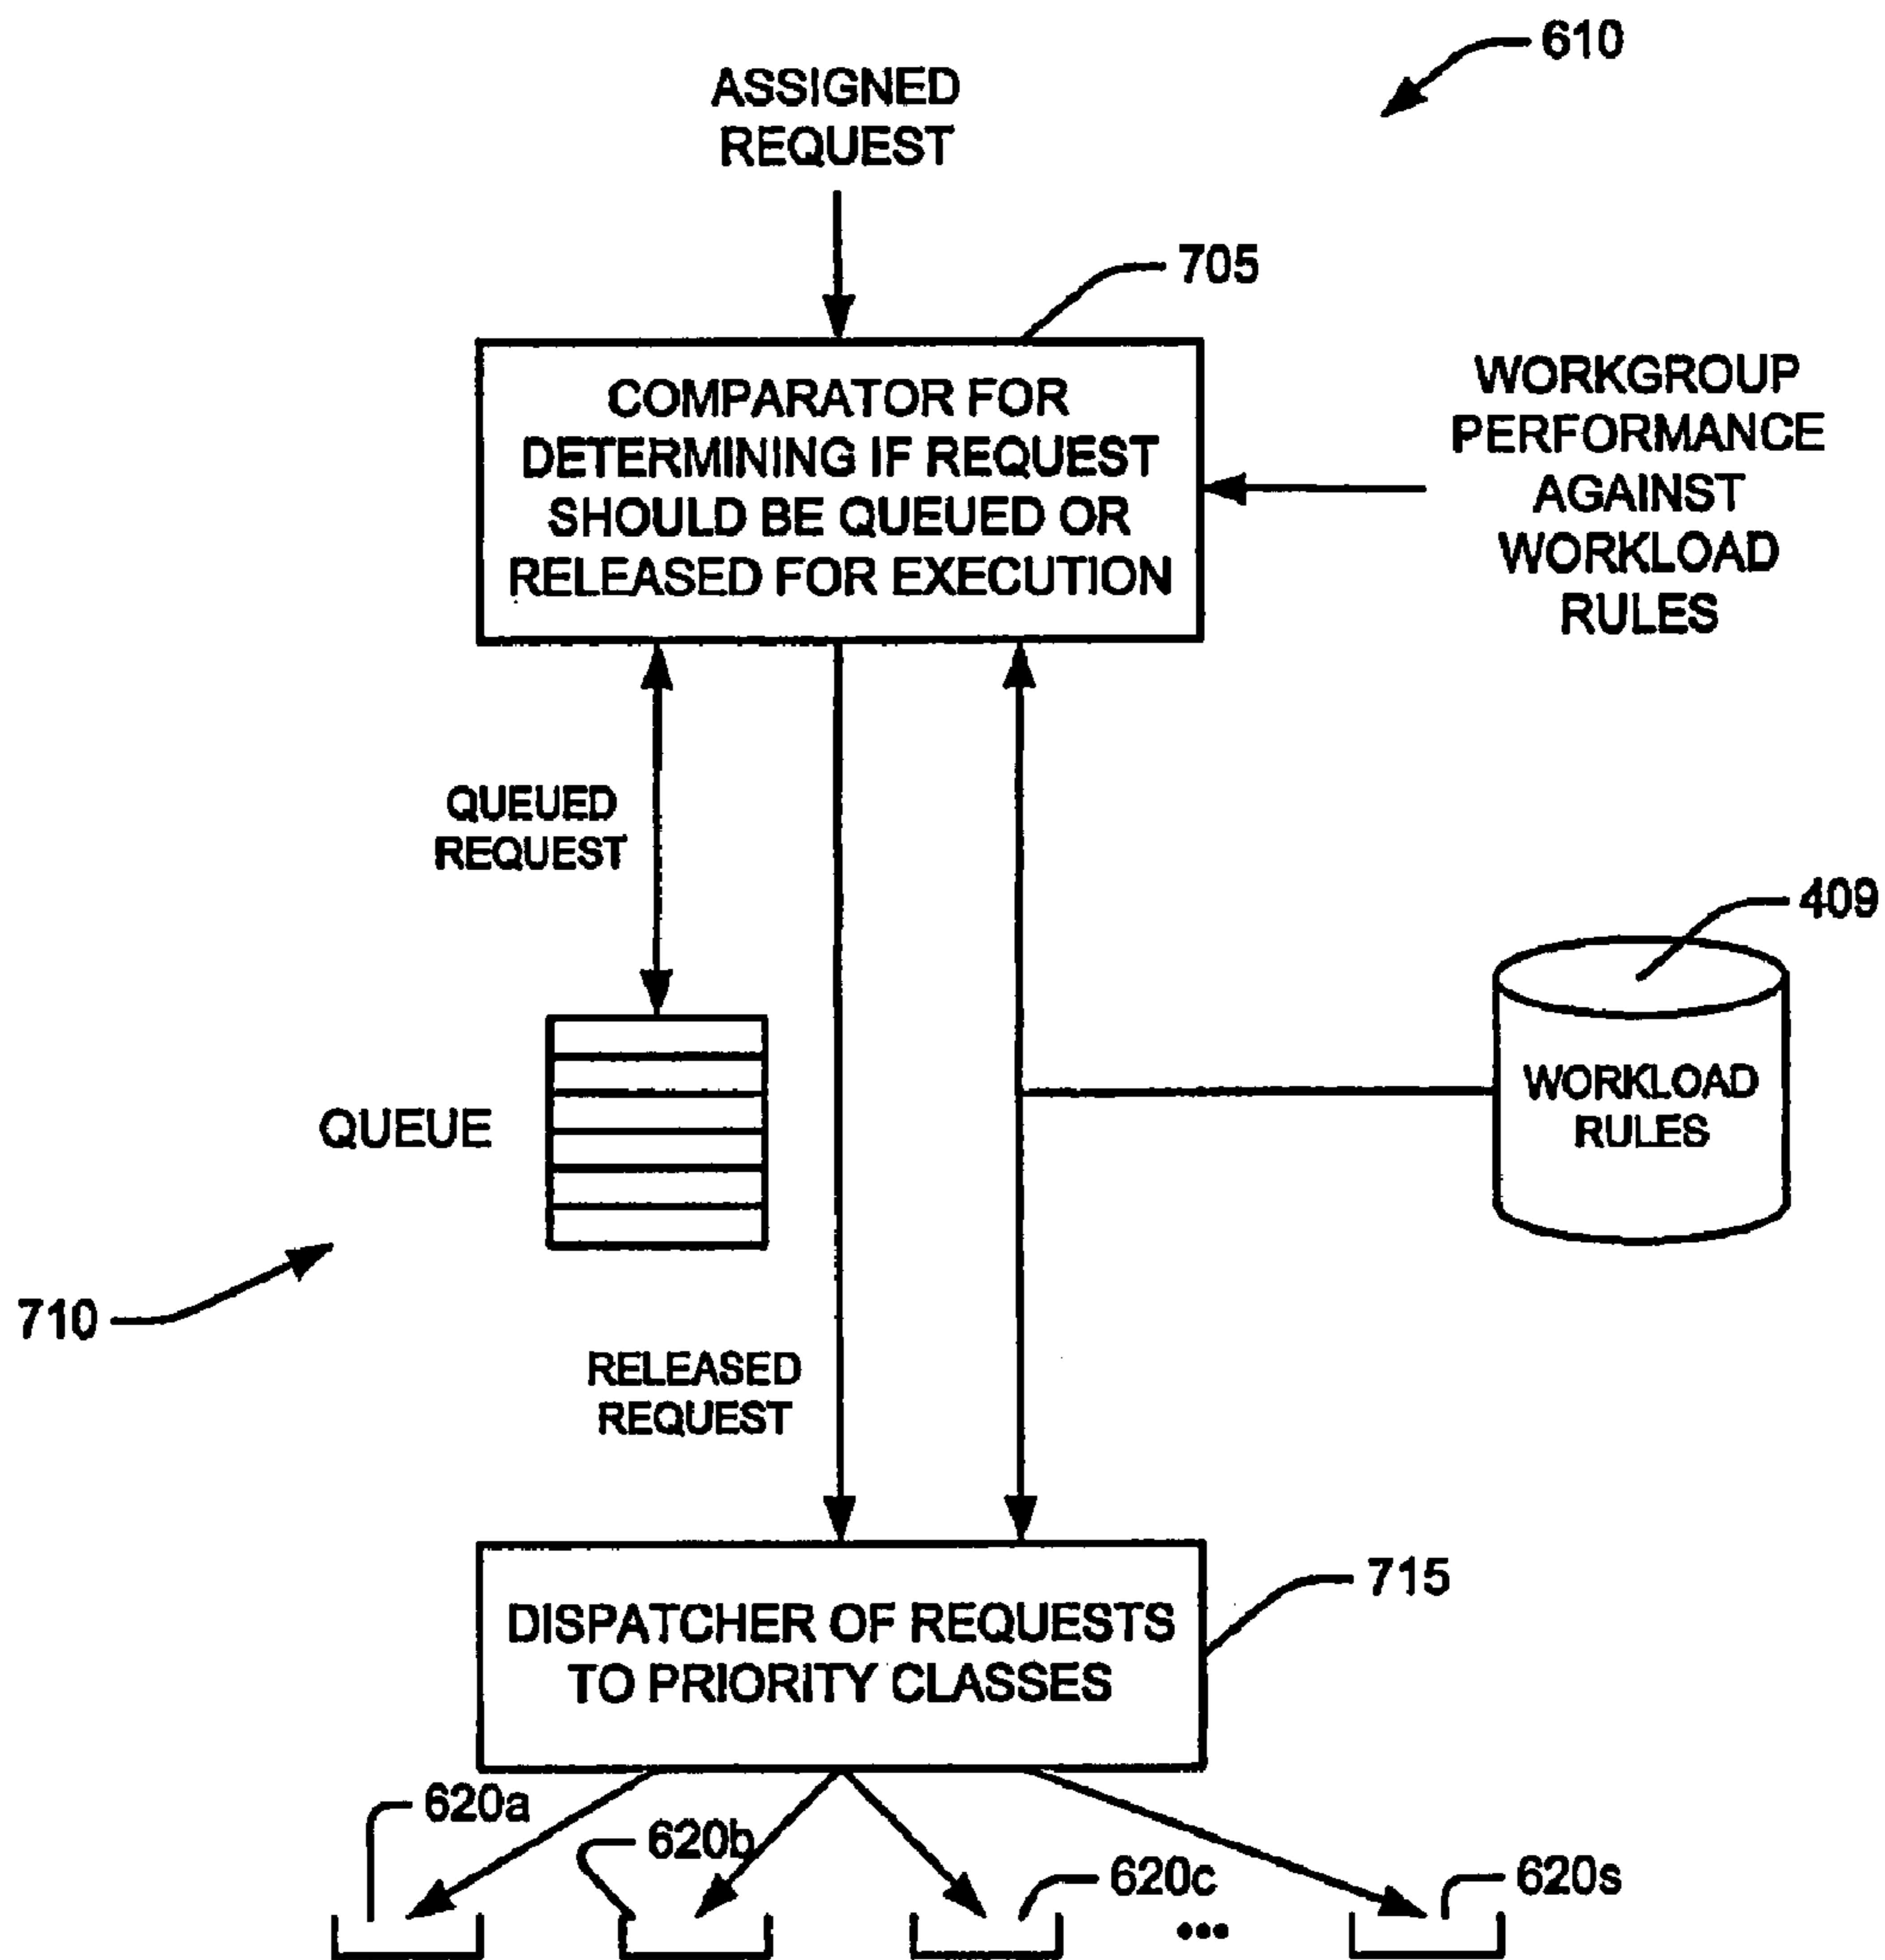 610
ASSIGNED
REQUEST
705
COMPARATOR FOR
DETERMINING IF REQUEST
SHOULD BE QUEUED OR
RELEASED FOR EXECUTION
WORKGROUP
PERFORMANCE
AGAINST
WORKLOAD
RULES
QUEUED
REQUEST
409
WORKLOAD
RULES
QUEUE
710
RELEASED
REQUEST
715
DISPATCHER OF REQUESTS
TO PRIORITY CLASSES
620a
620b
620c
•••
620s